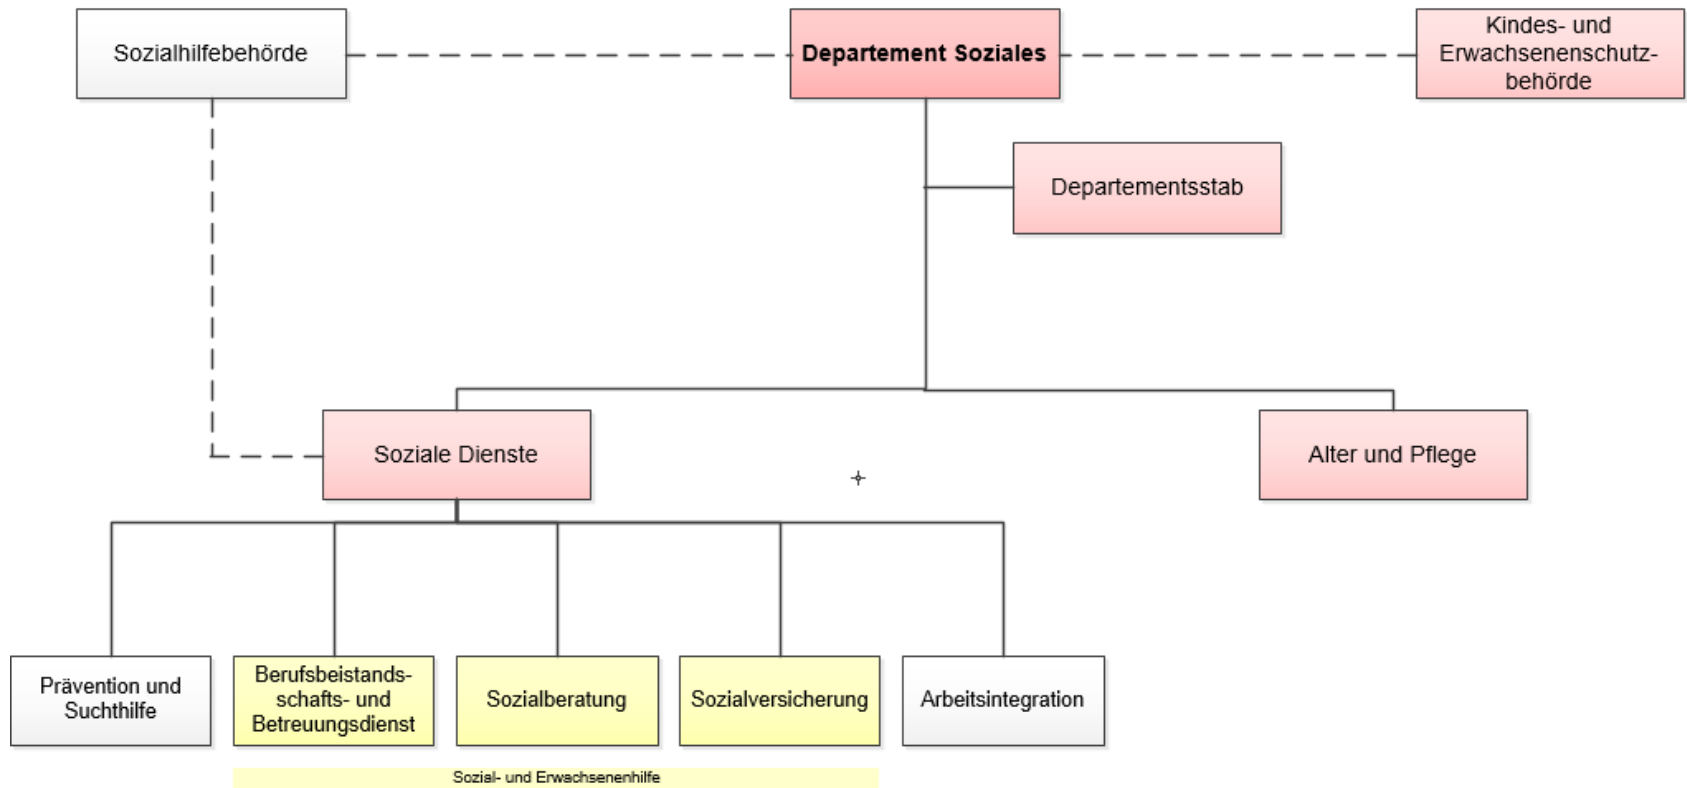 Sozialhilfebehörde
Departement Soziales
Kindes- und
Erwachsenenschutz-
behörde
Departementsstab
Soziale Dienste
Alter und Pflege
Prävention und
Suchthilfe
Berufsbeistands-
schafts- und
Betreuungsdienst
Sozialberatung
Sozialversicherung
Arbeitsintegration
Sozial- und Erwachsenenhilfe